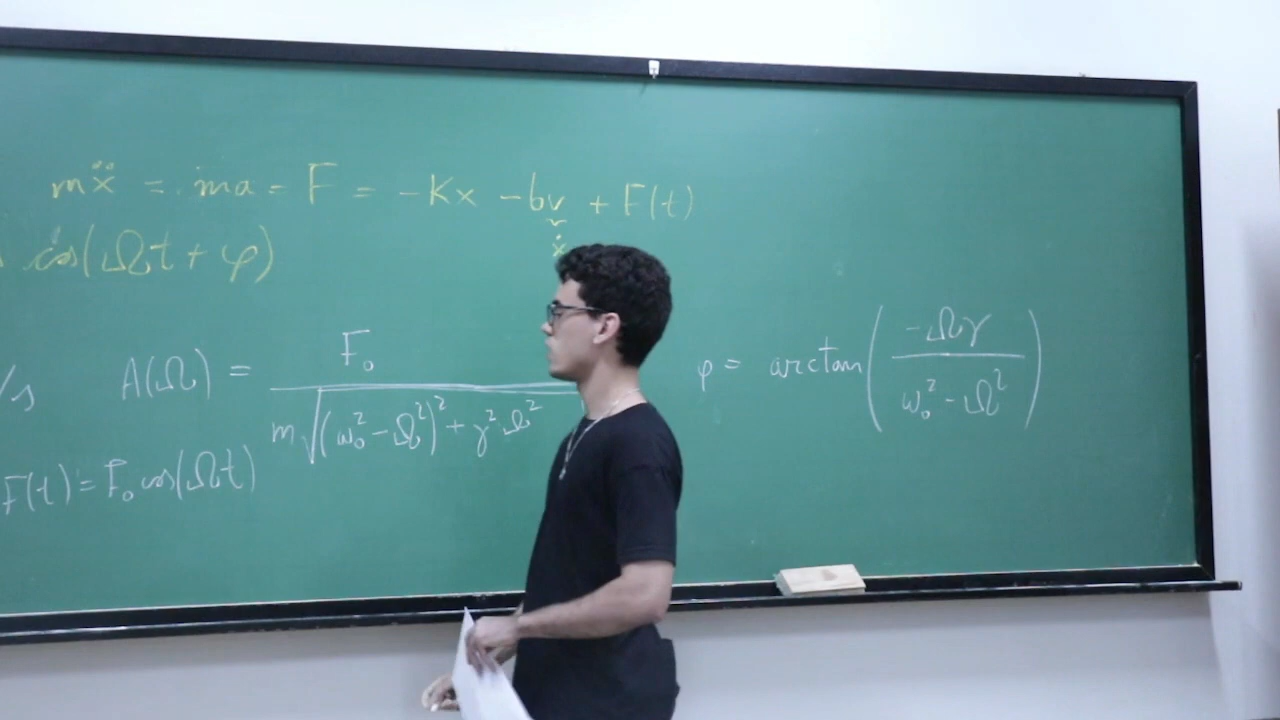 mẍ = ma = F = -Kx - bv + F(t)
ẋ
cos(Ωt + φ)
/s A(Ω) = F₀ / m√((ω₀² - Ω²)² + γ²Ω²) φ = arctan(-Ωγ / ω₀² - Ω²)
F(t) = F₀ cos(Ωt)